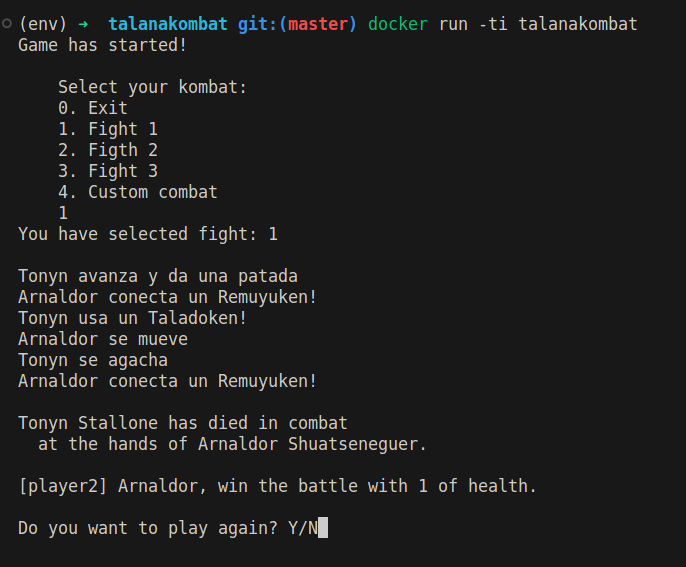 (env) ➜  talanakombat git:(master) docker run -ti talanakombat
Game has started!
Select your kombat:
0. Exit
1. Fight 1
2. Figth 2
3. Fight 3
4. Custom combat
1
You have selected fight: 1
Tonyn avanza y da una patada
Arnaldor conecta un Remuyuken!
Tonyn usa un Taladoken!
Arnaldor se mueve
Tonyn se agacha
Arnaldor conecta un Remuyuken!
Tonyn Stallone has died in combat
at the hands of Arnaldor Shuatseneguer.
[player2] Arnaldor, win the battle with 1 of health.
Do you want to play again? Y/N